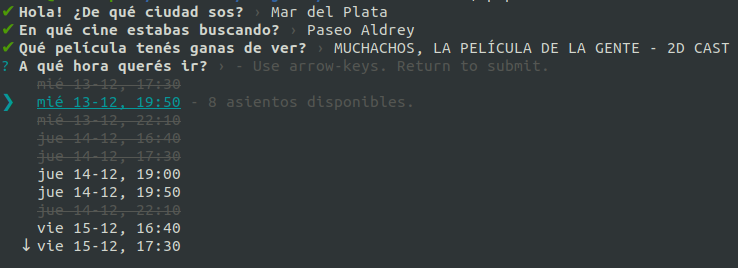 ✔ Hola! ¿De qué ciudad sos? › Mar del Plata
✔ En qué cine estabas buscando? › Paseo Aldrey
✔ Qué película tenés ganas de ver? › MUCHACHOS, LA PELÍCULA DE LA GENTE - 2D CAST
? A qué hora querés ir? › - Use arrow-keys. Return to submit.
mié 13-12, 17:30
❯ mié 13-12, 19:50 - 8 asientos disponibles.
mié 13-12, 22:10
jue 14-12, 16:40
jue 14-12, 17:30
jue 14-12, 19:00
jue 14-12, 19:50
jue 14-12, 22:10
vie 15-12, 16:40
↓ vie 15-12, 17:30